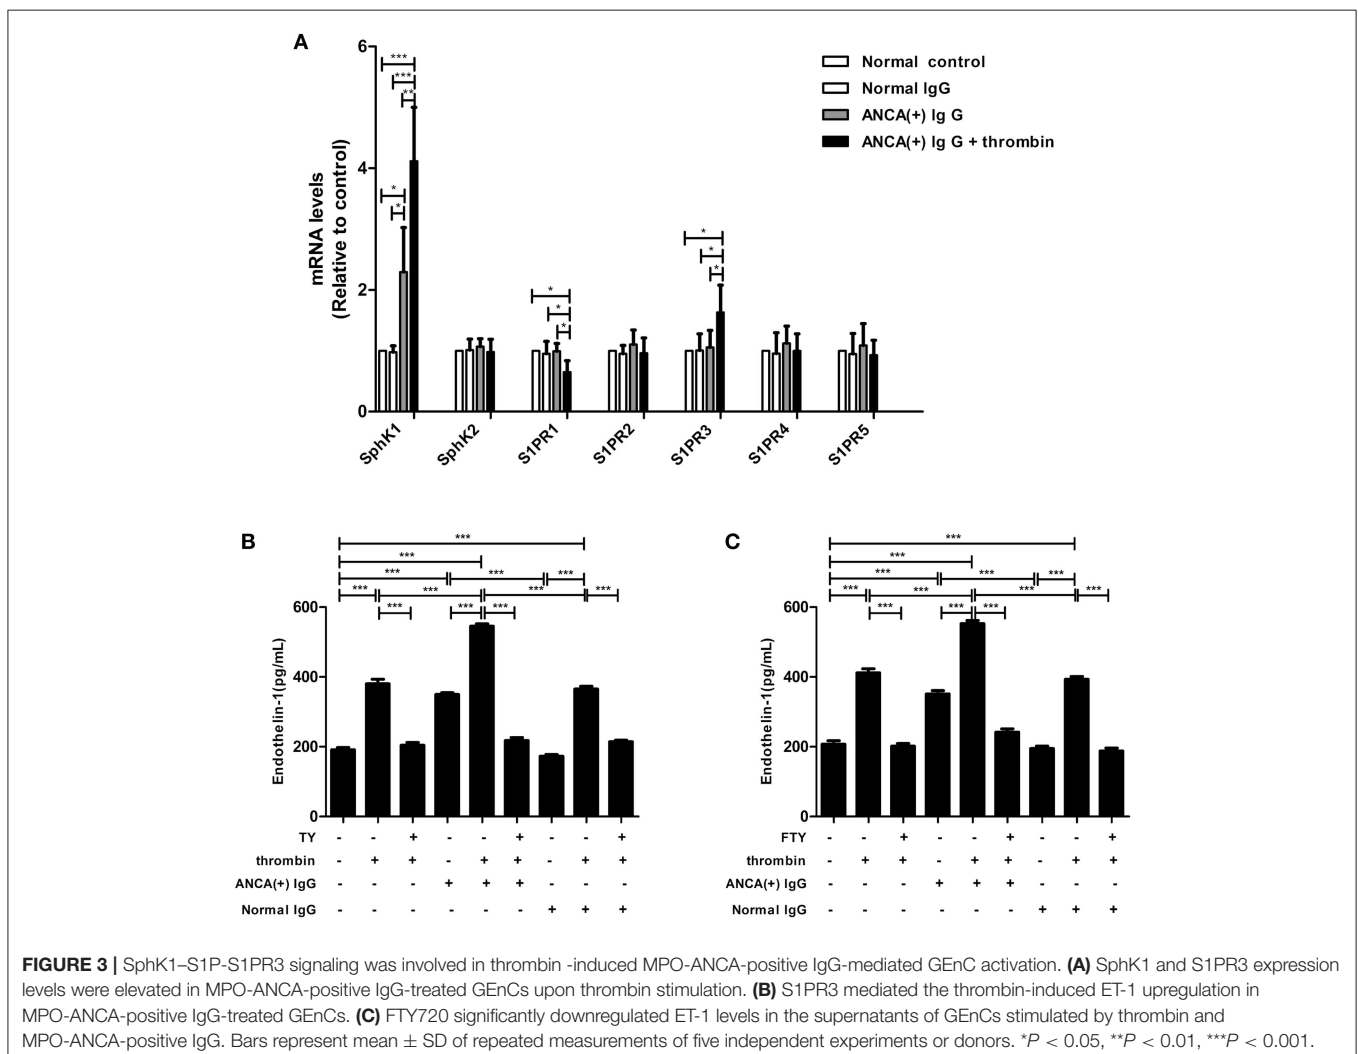 A
6
4
2
0
mRNA levels
(Relative to control)
***
***
**
*
*
*
*
*
*
*
*
Normal control
Normal IgG
ANCA(+) Ig G
ANCA(+) Ig G + thrombin
SphK1 SphK2 S1PR1 S1PR2 S1PR3 S1PR4 S1PR5
B
***
***
*** *** ***
*** *** *** ***
*** *** ***
600
400
200
0
Endothelin-1(pg/mL)
TY - - + - - + - - +
thrombin - + + - + + - + +
ANCA(+) IgG - - - + + + - - -
Normal IgG - - - - - - + + +
C
***
***
*** *** ***
*** *** *** ***
*** *** ***
600
400
200
0
Endothelin-1(pg/mL)
FTY - - + - - + - - +
thrombin - + + - + + - + +
ANCA(+) IgG - - - + + + - - -
Normal IgG - - - - - - + + +
FIGURE 3 | SphK1–S1P-S1PR3 signaling was involved in thrombin -induced MPO-ANCA-positive IgG-mediated GEnC activation. (A) SphK1 and S1PR3 expression
levels were elevated in MPO-ANCA-positive IgG-treated GEnCs upon thrombin stimulation. (B) S1PR3 mediated the thrombin-induced ET-1 upregulation in
MPO-ANCA-positive IgG-treated GEnCs. (C) FTY720 significantly downregulated ET-1 levels in the supernatants of GEnCs stimulated by thrombin and
MPO-ANCA-positive IgG. Bars represent mean ± SD of repeated measurements of five independent experiments or donors. *P < 0.05, **P < 0.01, ***P < 0.001.